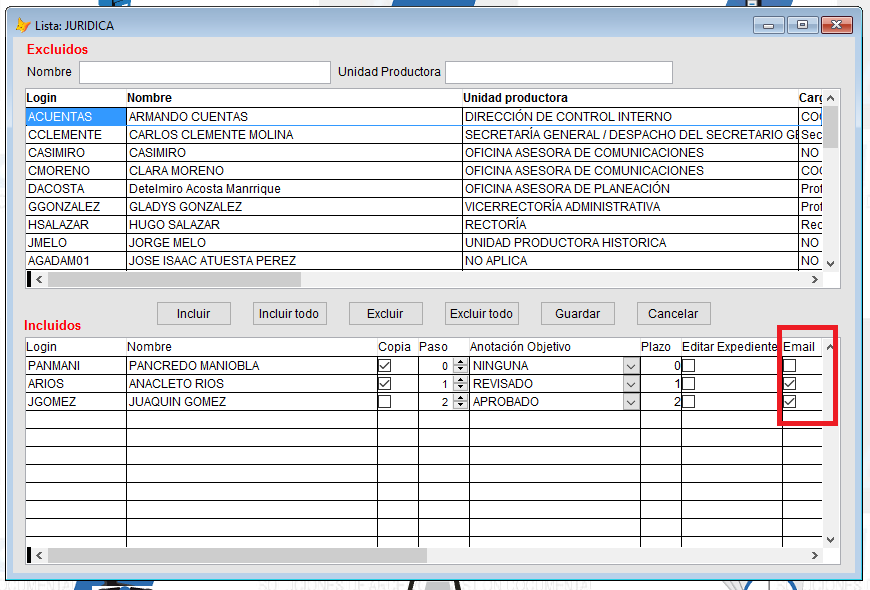 Lista: JURIDICA
Excluidos
Nombre Unidad Productora
Login Nombre Unidad productora Carg
ACUENTAS ARMANDO CUENTAS DIRECCIÓN DE CONTROL INTERNO COO
CCLEMENTE CARLOS CLEMENTE MOLINA SECRETARÍA GENERAL / DESPACHO DEL SECRETARIO GE Sec
CASIMIRO CASIMIRO OFICINA ASESORA DE COMUNICACIONES NO
CMORENO CLARA MORENO OFICINA ASESORA DE COMUNICACIONES COO
DACOSTA Detelmiro Acosta Manrrique OFICINA ASESORA DE PLANEACIÓN Prof
GGONZALEZ GLADYS GONZALEZ VICERRECTORÍA ADMINISTRATIVA Prof
HSALAZAR HUGO SALAZAR RECTORÍA Rec
JMELO JORGE MELO UNIDAD PRODUCTORA HISTORICA NO
AGADAM01 JOSE ISAAC ATUESTA PEREZ NO APLICA NO
Incluir Incluir todo Excluir Excluir todo Guardar Cancelar
Incluidos
Login Nombre Copia Paso Anotación Objetivo Plazo Editar Expediente Email
PANMANI PANCREDO MANIOBLA 0 NINGUNA 0
ARIOS ANACLETO RIOS 1 REVISADO 1
JGOMEZ JUAQUIN GOMEZ 2 APROBADO 2